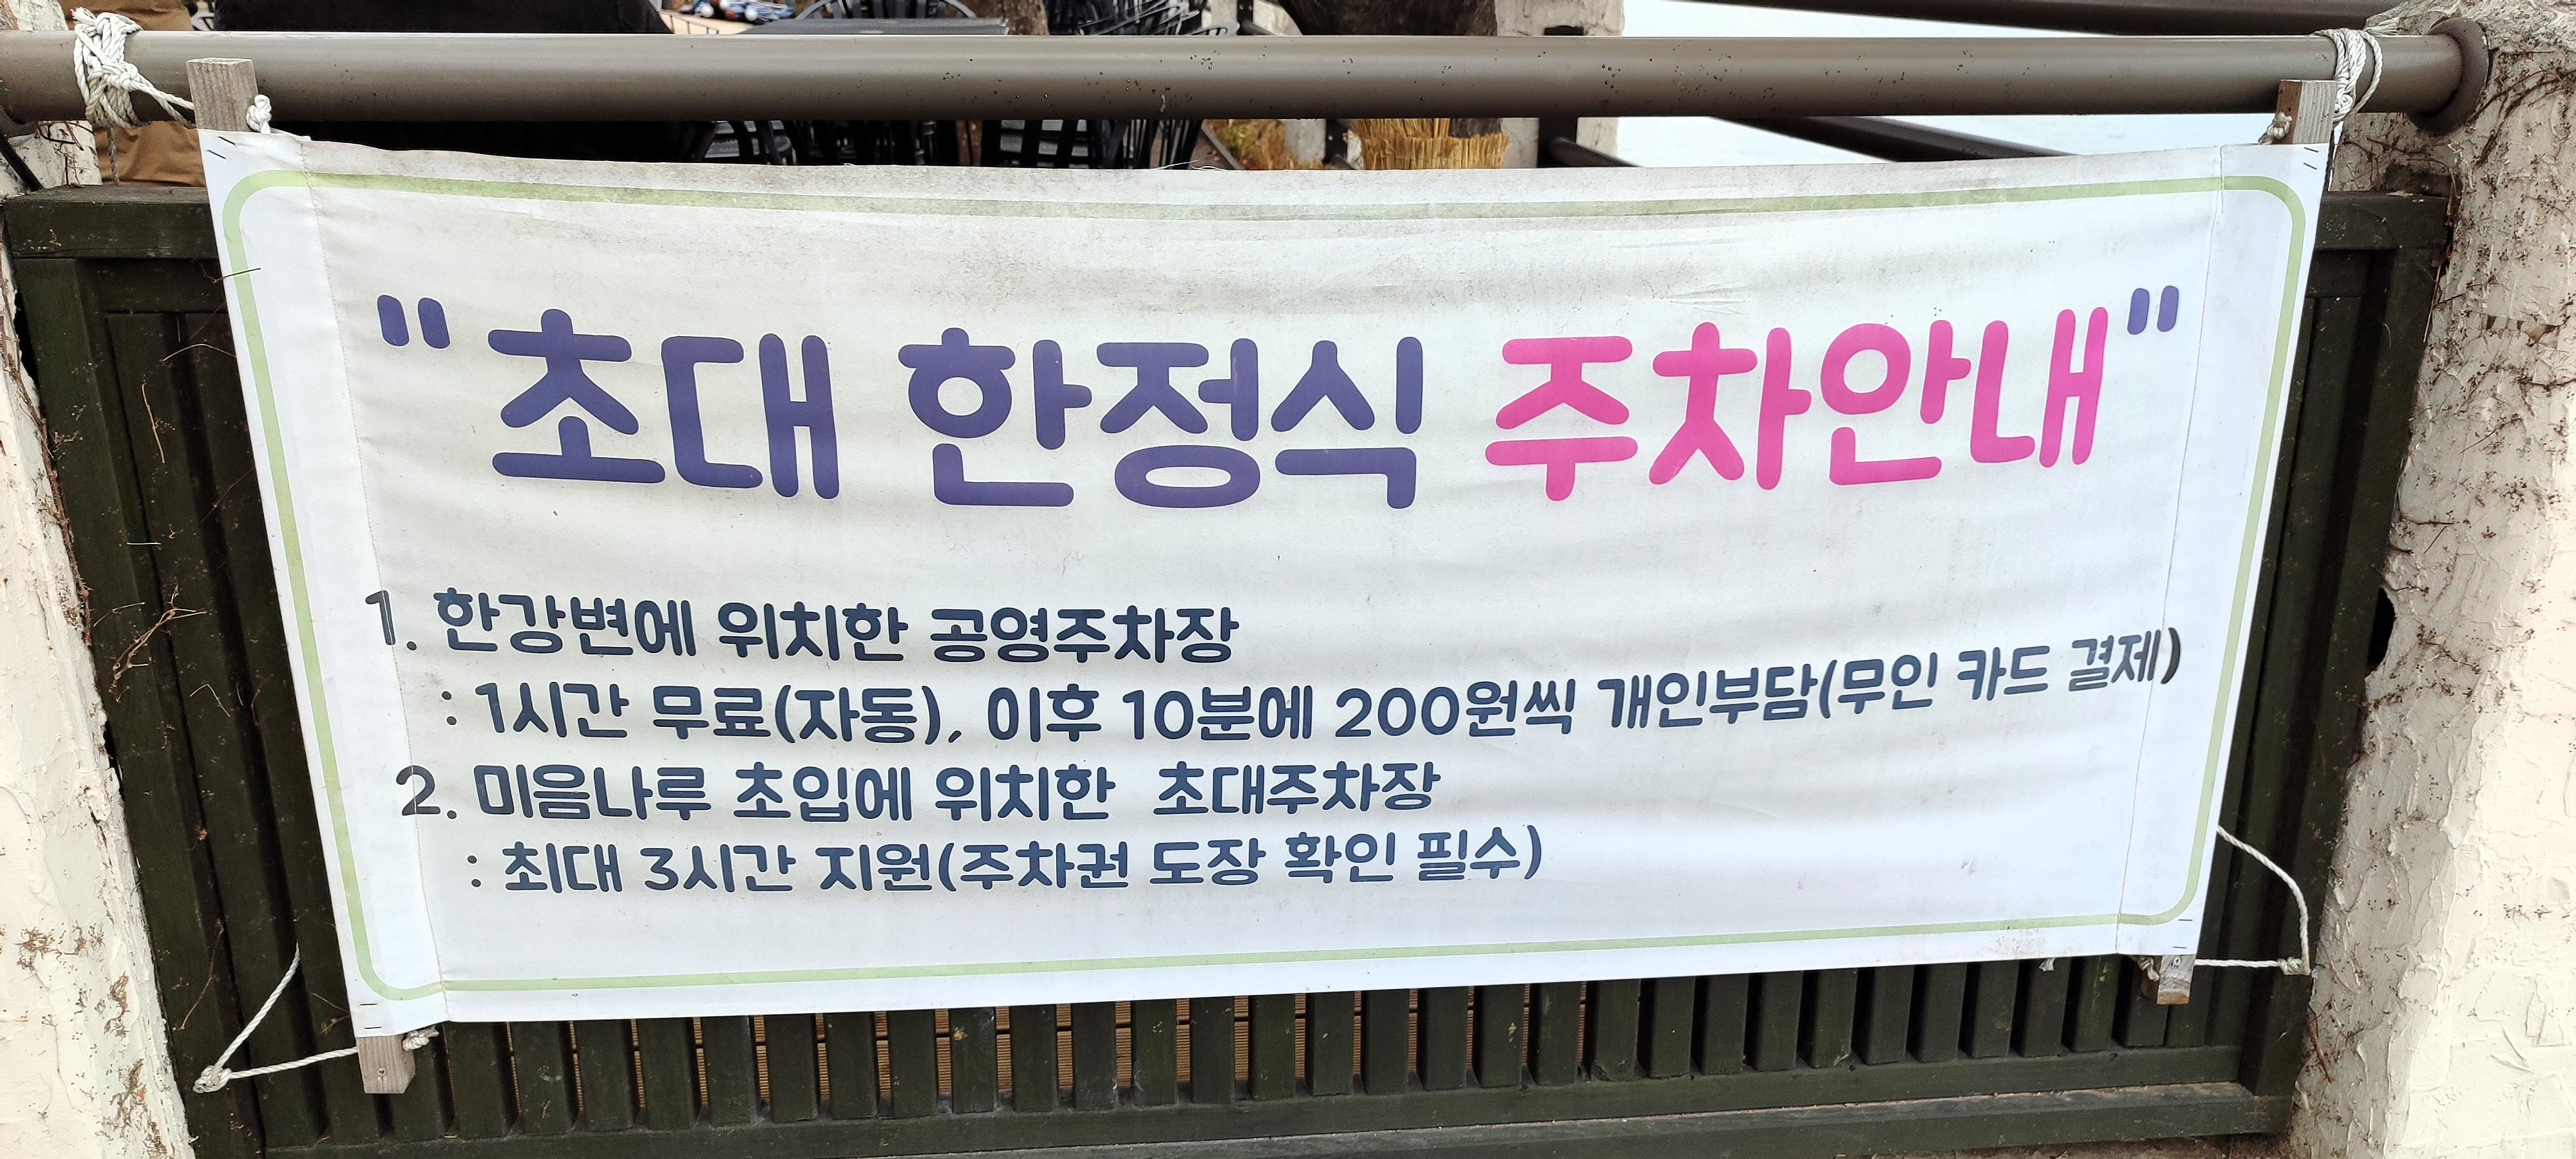 "초대 한정식 주차안내"
1. 한강변에 위치한 공영주차장
: 1시간 무료(자동), 이후 10분에 200원씩 개인부담(무인 카드 결제)
2. 미음나루 초입에 위치한 초대주차장
: 최대 3시간 지원(주차권 도장 확인 필수)